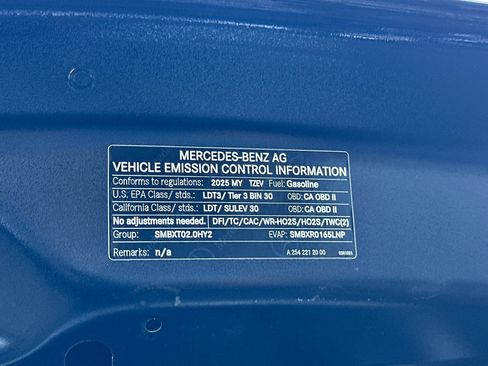 MERCEDES-BENZ AG
VEHICLE EMISSION CONTROL INFORMATION
Conforms to regulations: 2025 MY TZEV Fuel: Gasoline
U.S. EPA Class/ stds.: LDT3/ Tier 3 BIN 30 OBD: CA OBD II
California Class/ stds.: LDT/ SULEV 30 OBD: CA OBD II
No adjustments needed. DFI/TC/CAC/WR-HO2S/HO2S/TWC(2)
Group: SMBXT02.0HY2 EVAP: SMBXR0165LNP
Remarks: n/a A 254 221 20 00